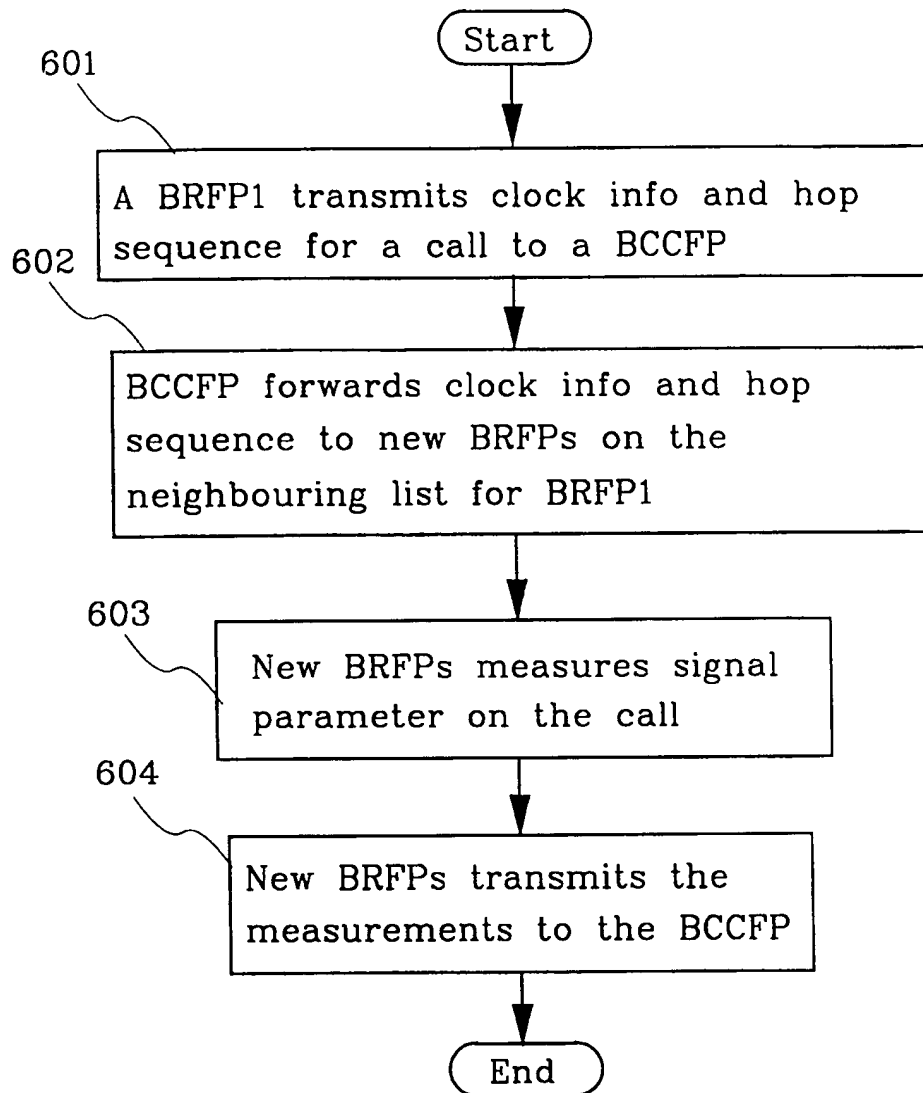 Start
601
A BRFP1 transmits clock info and hop
sequence for a call to a BCCFP
602
BCCFP forwards clock info and hop
sequence to new BRFPs on the
neighbouring list for BRFP1
603
New BRFPs measures signal
parameter on the call
604
New BRFPs transmits the
measurements to the BCCFP
End